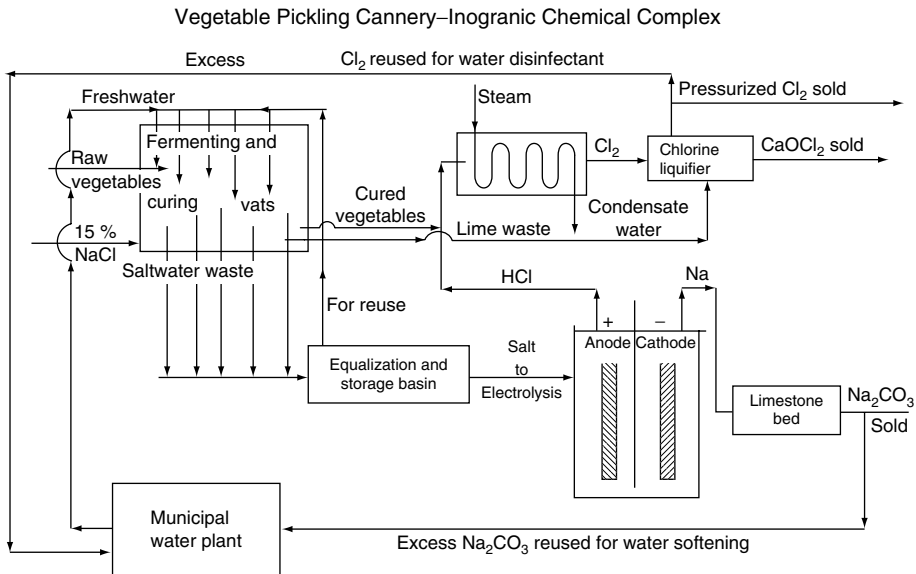 Vegetable Pickling Cannery–Inogranic Chemical Complex
Excess
Cl₂ reused for water disinfectant
Freshwater
Steam
Pressurized Cl₂ sold
Fermenting and
Raw
vegetables
curing
vats
Cl₂
Chlorine
liquifier
CaOCl₂ sold
Cured
vegetables
Condensate
water
15 %
NaCl
Lime waste
Saltwater waste
HCl
Na
For reuse
+
–
Anode
Cathode
Equalization and
storage basin
Salt
to
Electrolysis
Limestone
bed
Na₂CO₃
Sold
Municipal
water plant
Excess Na₂CO₃ reused for water softening